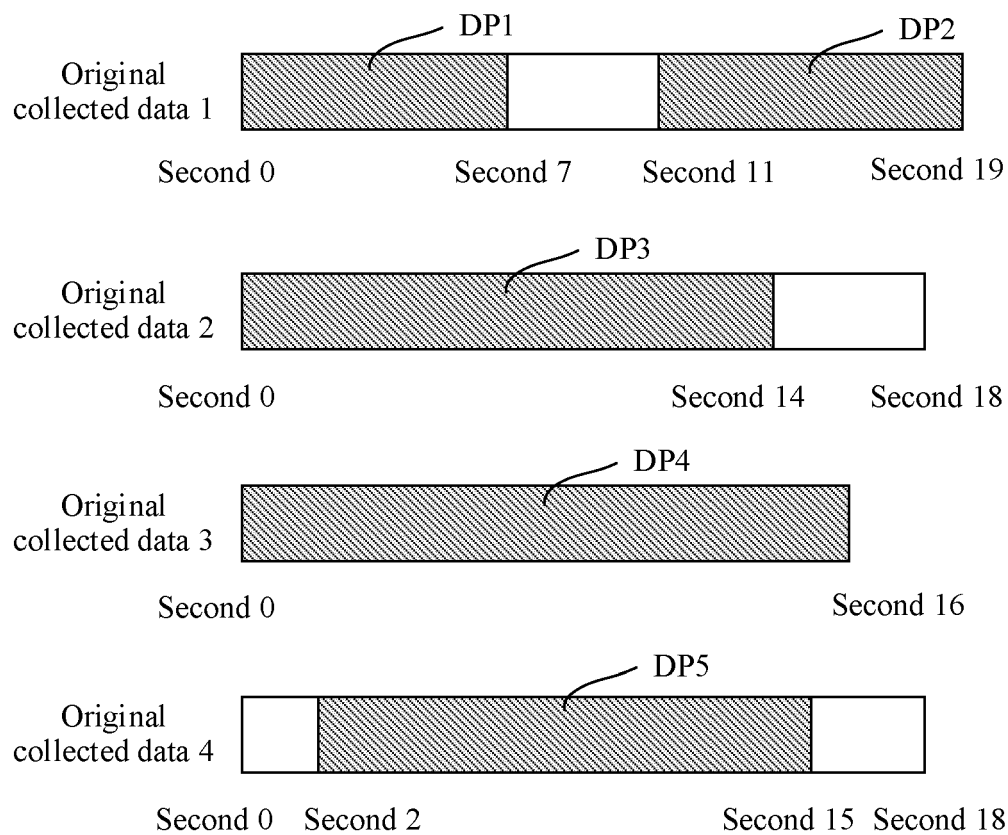 DP1
DP2
Original
collected data 1
Second 0
Second 7
Second 11
Second 19
DP3
Original
collected data 2
Second 0
Second 14
Second 18
DP4
Original
collected data 3
Second 0
Second 16
DP5
Original
collected data 4
Second 0
Second 2
Second 15
Second 18